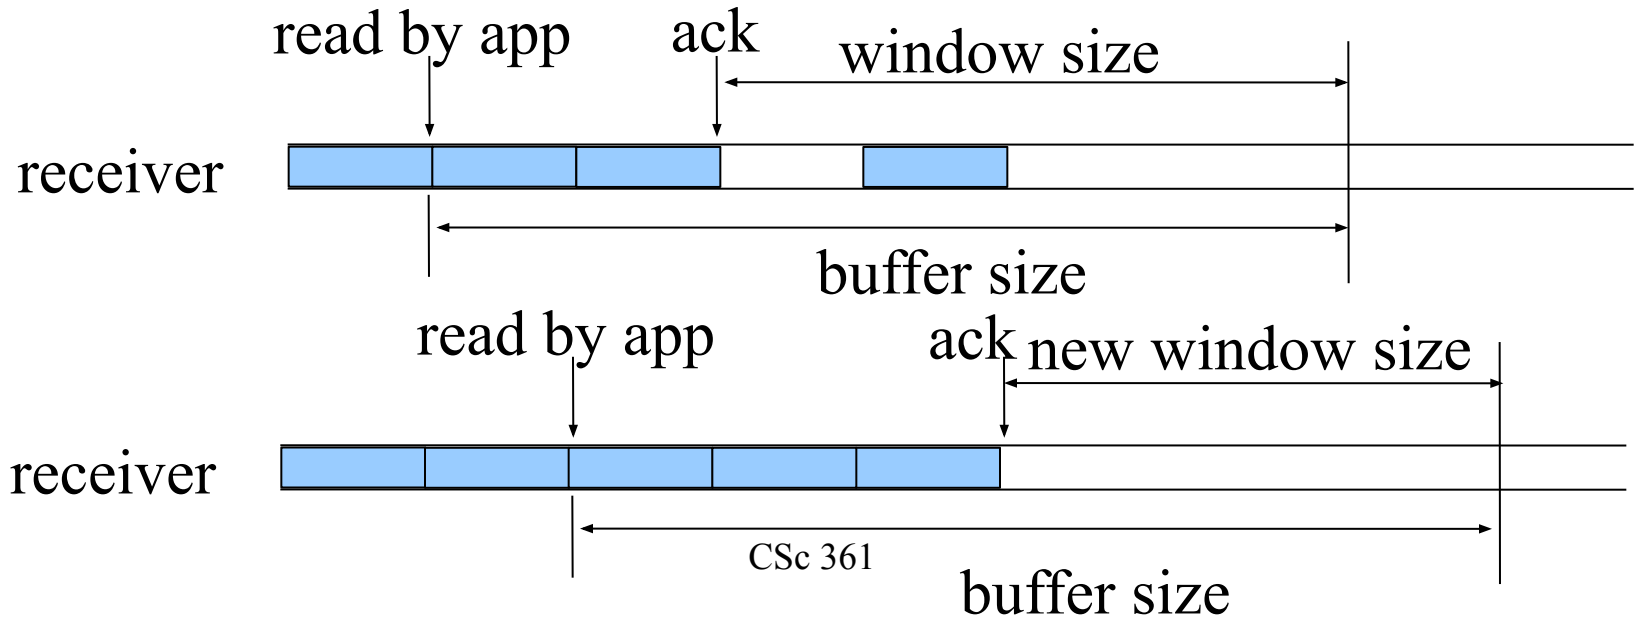 read by app
ack
window size
receiver
buffer size
read by app
ack
new window size
receiver
CSc 361
buffer size